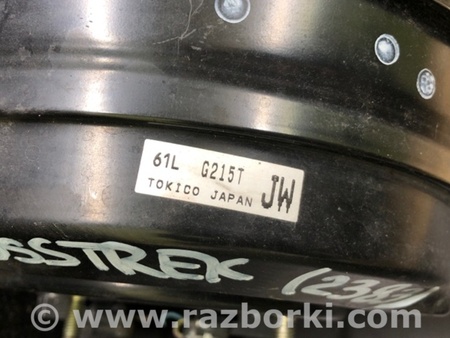 61L G215T
TOKICO JAPAN JW
SSTREK
www.razborki.com